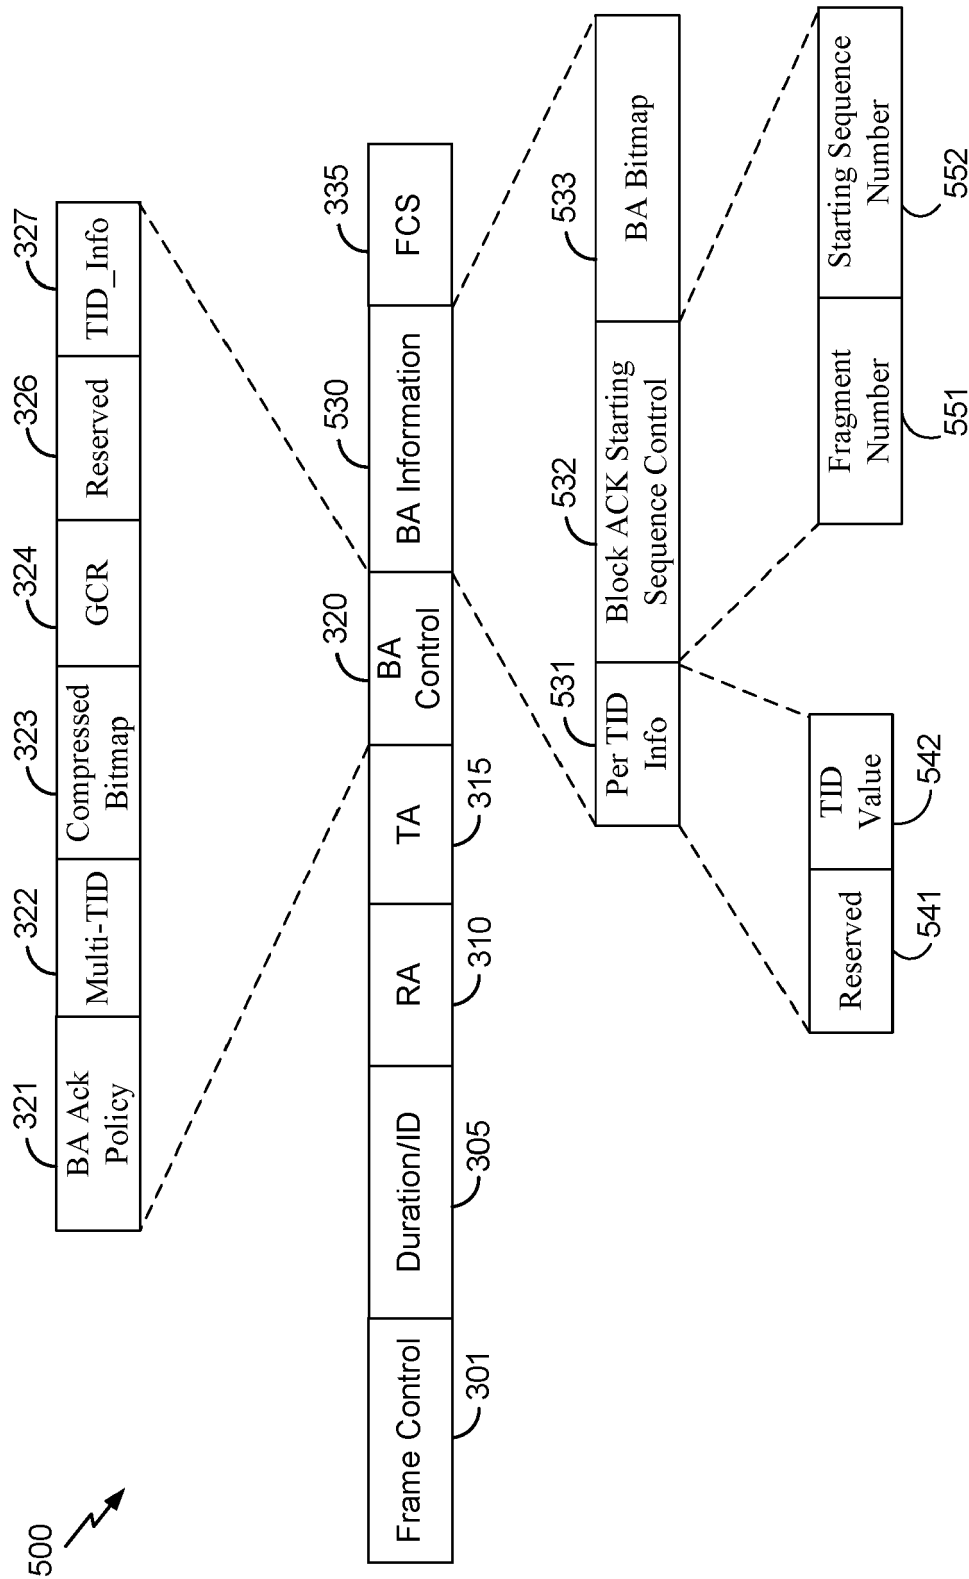 500
321
322
323
324
326
327
BA Ack
Policy
Multi-TID
Compressed
Bitmap
GCR
Reserved
TID_Info
320
530
335
Frame Control
Duration/ID
RA
TA
BA
Control
BA Information
FCS
301
305
310
315
531
532
533
Per TID
Info
Block ACK Starting
Sequence Control
BA Bitmap
Reserved
TID
Value
541
542
Fragment
Number
Starting Sequence
Number
551
552